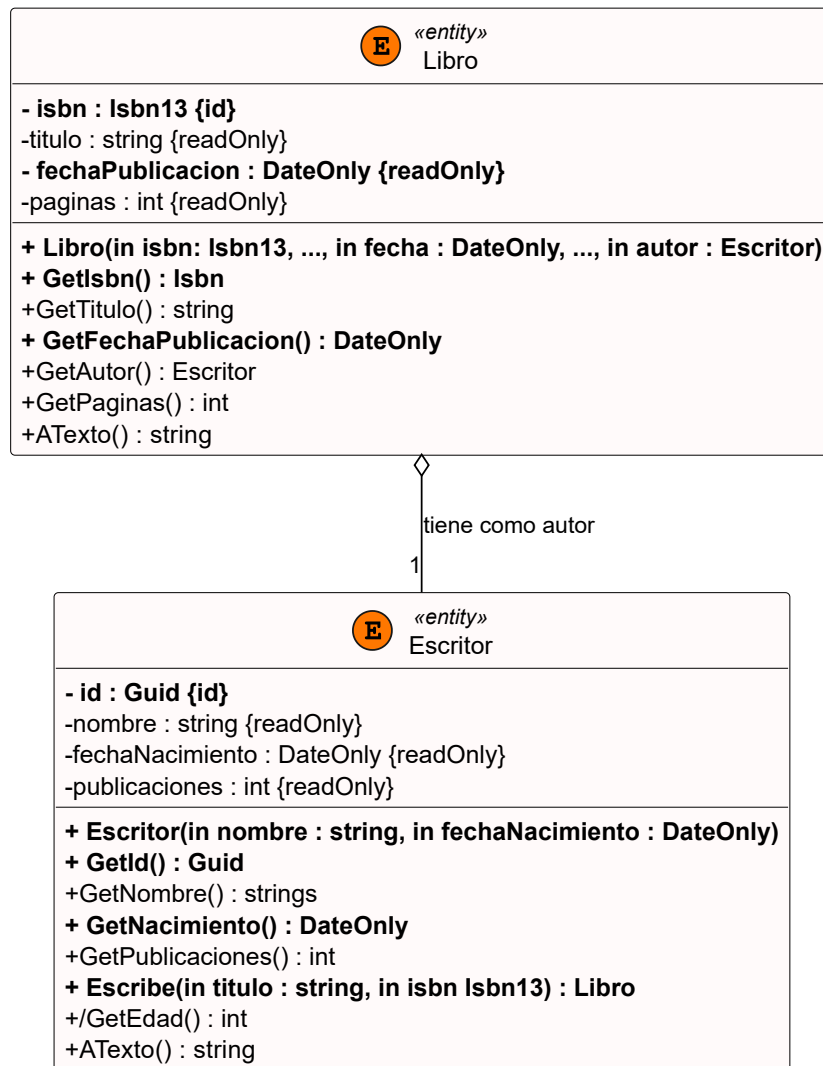 E
«entity»
Libro
- isbn : Isbn13 {id}
-titulo : string {readOnly}
- fechaPublicacion : DateOnly {readOnly}
-paginas : int {readOnly}
+ Libro(in isbn: Isbn13, ..., in fecha : DateOnly, ..., in autor : Escritor)
+ GetIsbn() : Isbn
+GetTitulo() : string
+ GetFechaPublicacion() : DateOnly
+GetAutor() : Escritor
+GetPaginas() : int
+ATexto() : string
tiene como autor
1
E
«entity»
Escritor
- id : Guid {id}
-nombre : string {readOnly}
-fechaNacimiento : DateOnly {readOnly}
-publicaciones : int {readOnly}
+ Escritor(in nombre : string, in fechaNacimiento : DateOnly)
+ GetId() : Guid
+GetNombre() : strings
+ GetNacimiento() : DateOnly
+GetPublicaciones() : int
+ Escribe(in titulo : string, in isbn Isbn13) : Libro
+/GetEdad() : int
+ATexto() : string